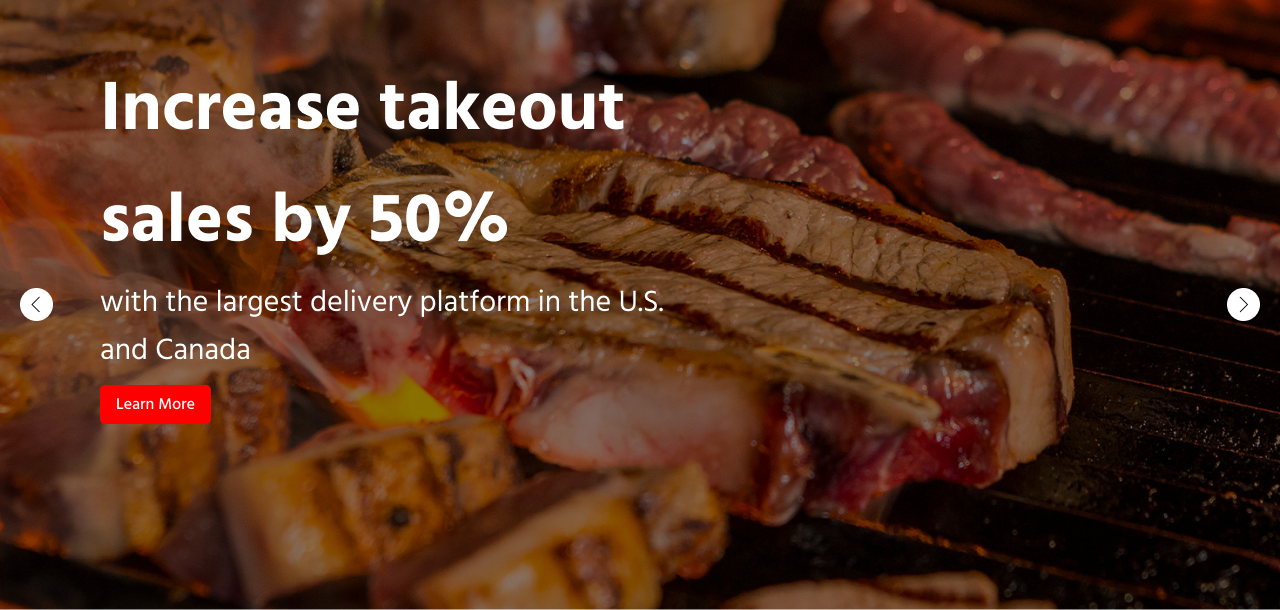 Increase takeout
sales by 50%
with the largest delivery platform in the U.S.
and Canada
Learn More